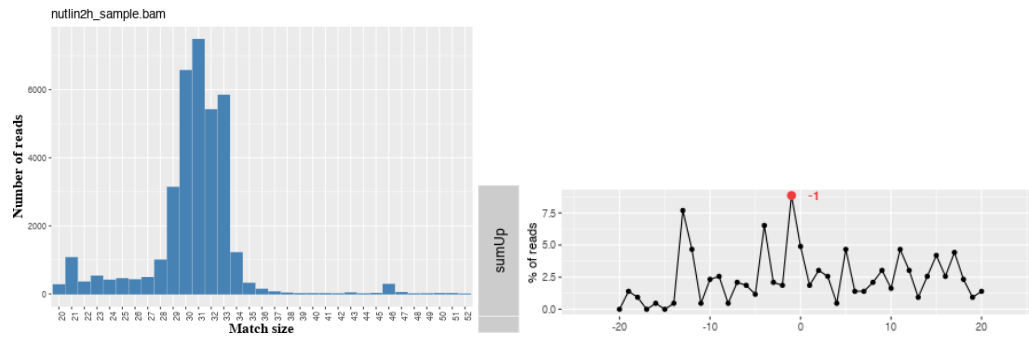 nutlin2h_sample.bam
Number of reads
6000
4000
2000
0
20 21 22 23 24 25 26 27 28 29 30 31 32 33 34 35 36 37 38 39 40 41 42 43 44 45 46 47 48 49 50 51 52
Match size
sumUp
% of reads
7.5
5.0
2.5
0.0
-1
-20 -10 0 10 20